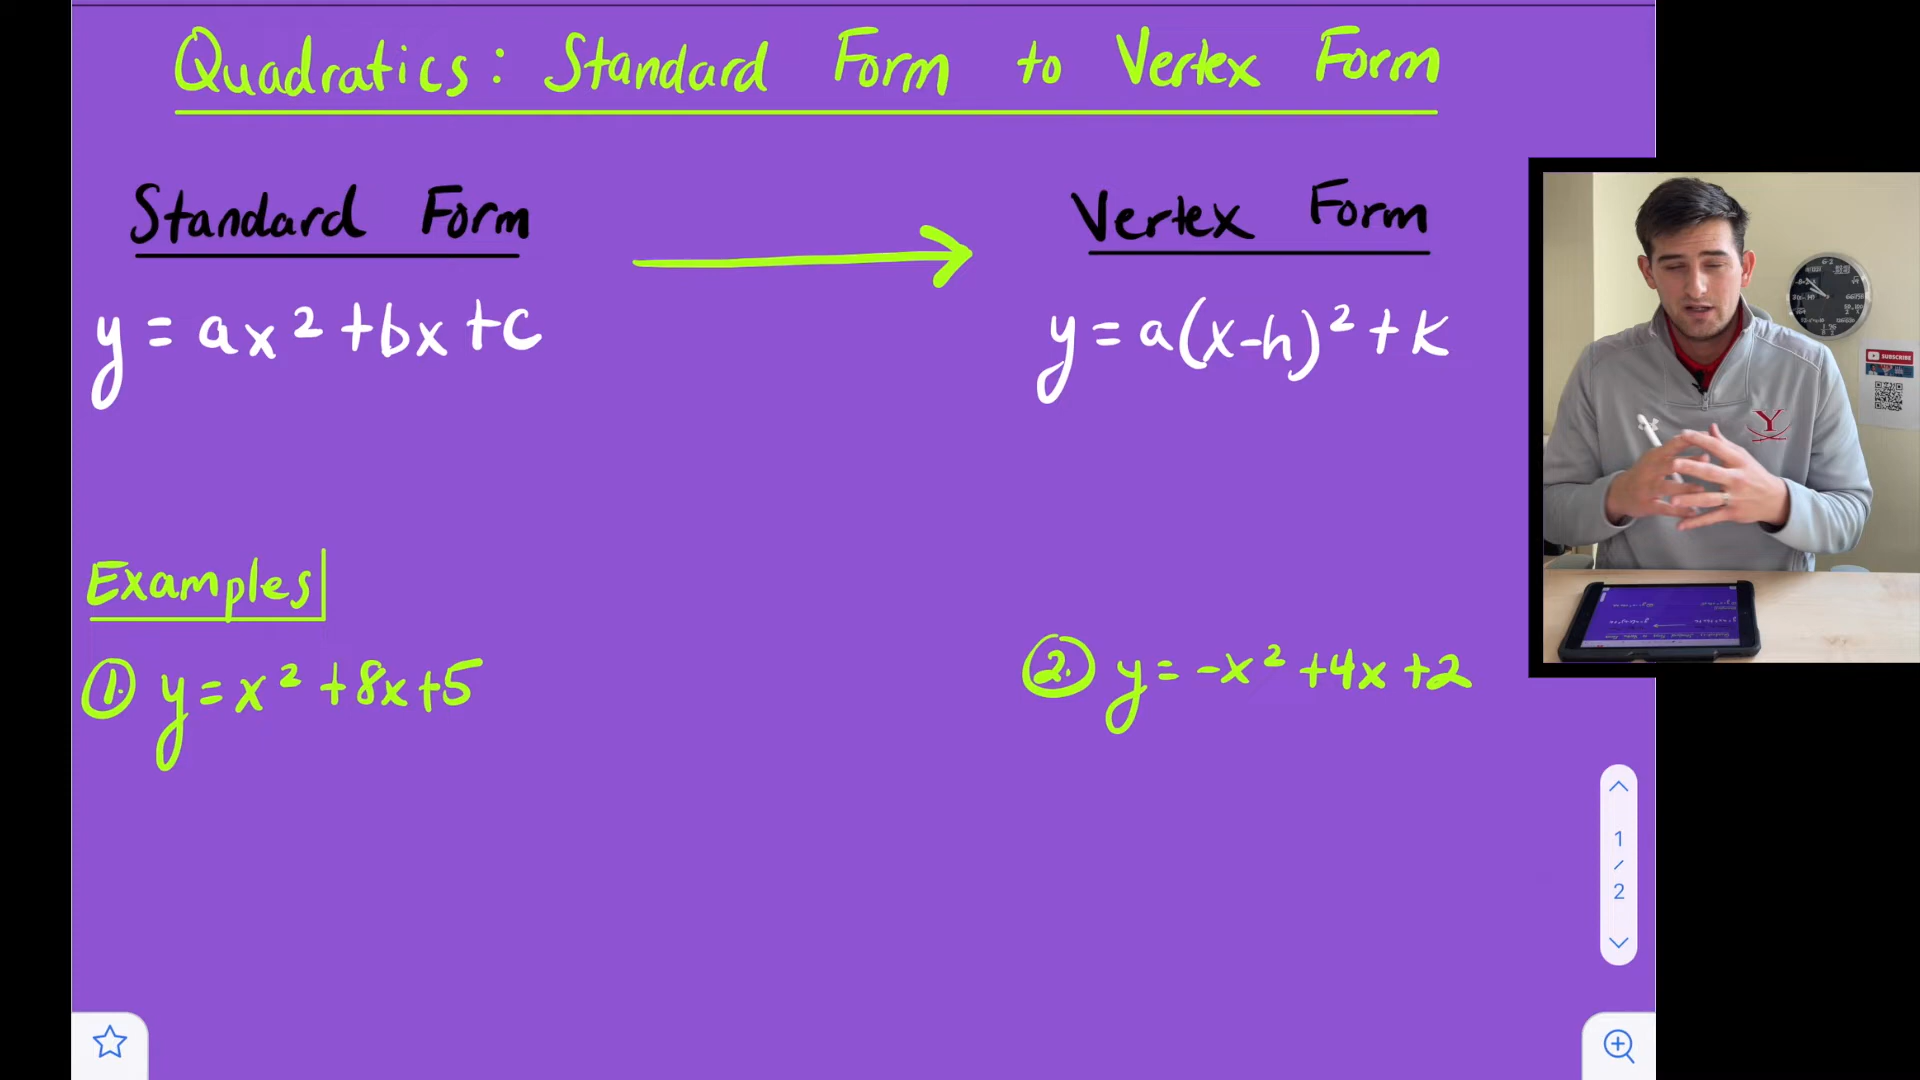 Quadratics: Standard Form to Vertex Form
Standard Form
Vertex Form
y = ax² + bx + c
y = a(x-h)² + k
Examples
1. y = x² + 8x + 5
2. y = -x² + 4x + 2
Y
SUBSCRIBE
1
/
2